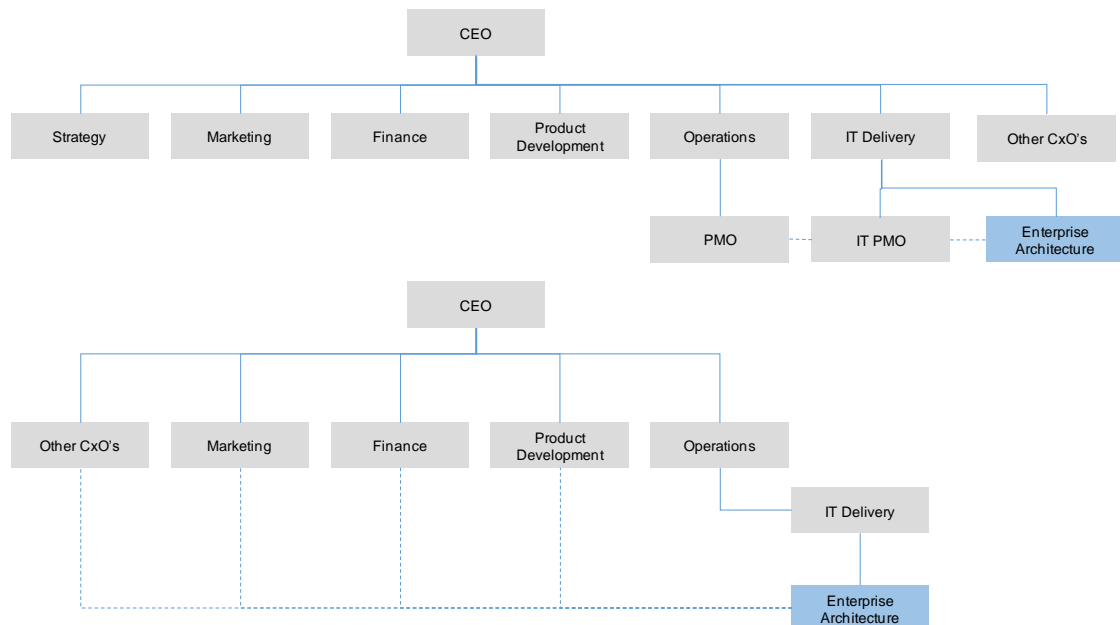 CEO
Strategy
Marketing
Finance
Product
Development
Operations
IT Delivery
Other CxO's
PMO
IT PMO
Enterprise
Architecture
CEO
Other CxO's
Marketing
Finance
Product
Development
Operations
IT Delivery
Enterprise
Architecture